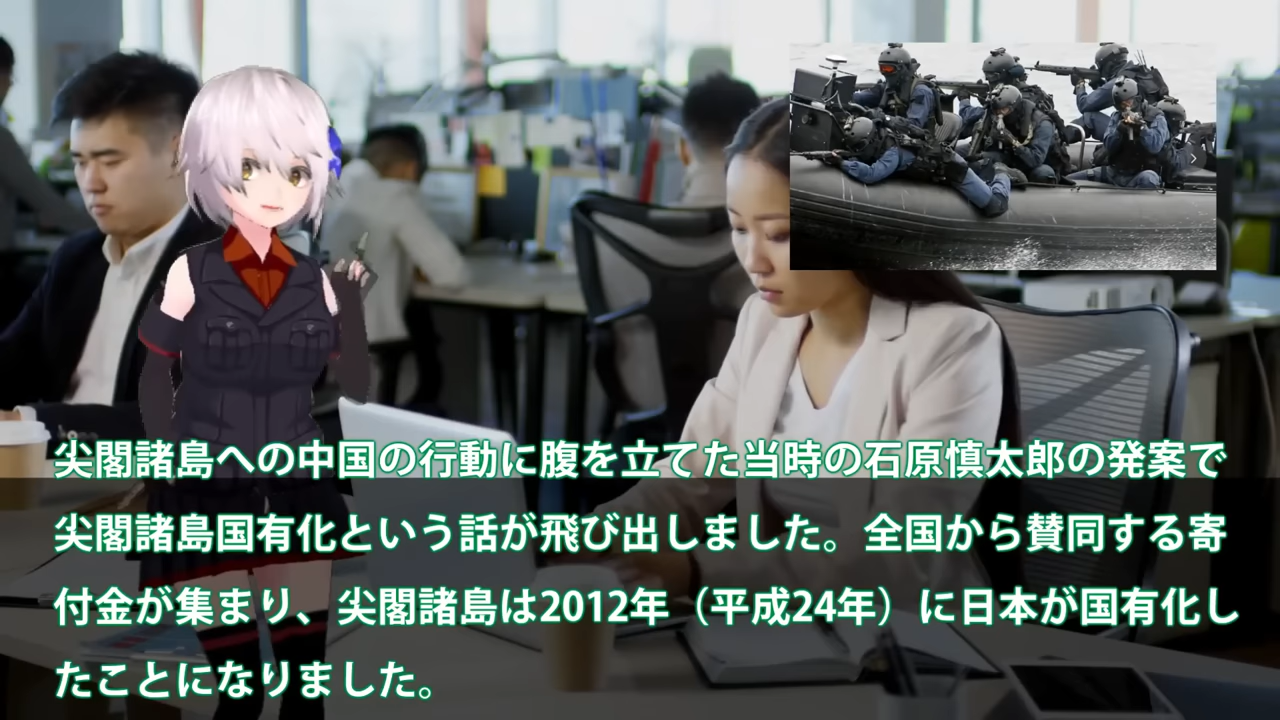 尖閣諸島への中国の行動に腹を立てた当時の石原慎太郎の発案で
尖閣諸島国有化という話が飛び出しました。全国から賛同する寄
付金が集まり、尖閣諸島は2012年（平成24年）に日本が国有化し
たことになりました。